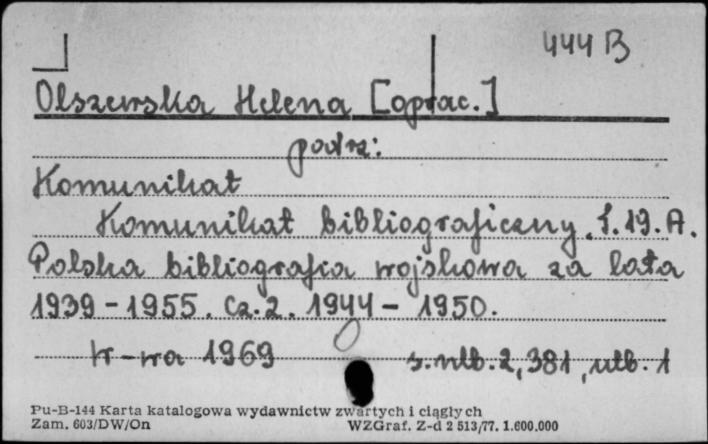 444 B
Olszewska Helena [oprac.]
podrz:
Komunikat
Komunikat bibliograficzny. S. 19. A.
Polska bibliografia wojskowa za lata
1939 - 1955. Cz. 2. 1944 - 1950.
W-wa 1969 s. nlb. 2, 381, nlb. 1
Pu-B-144 Karta katalogowa wydawnictw zwartych i ciągłych
Zam. 603/DW/On WZGraf. Z-d 2 513/77. 1.600.000